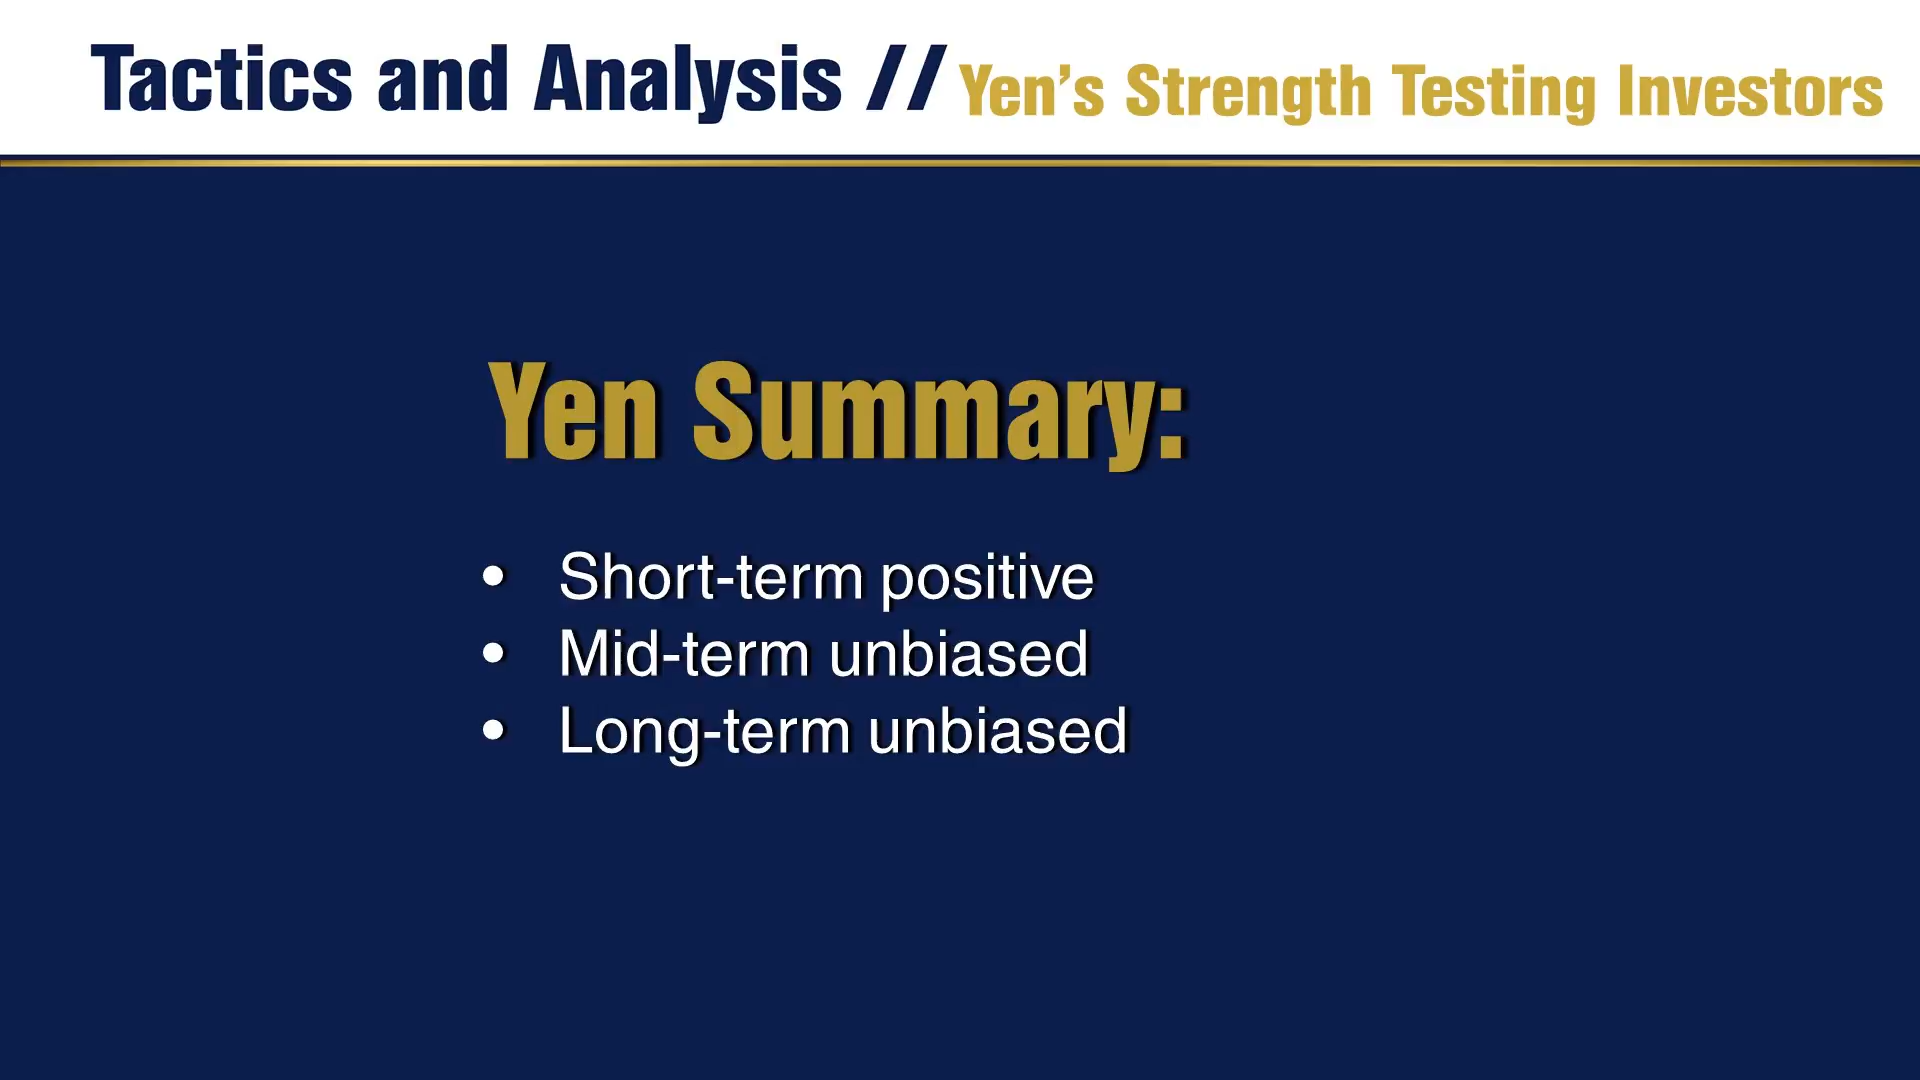 Tactics and Analysis // Yen’s Strength Testing Investors
Yen Summary:
• Short-term positive
• Mid-term unbiased
• Long-term unbiased